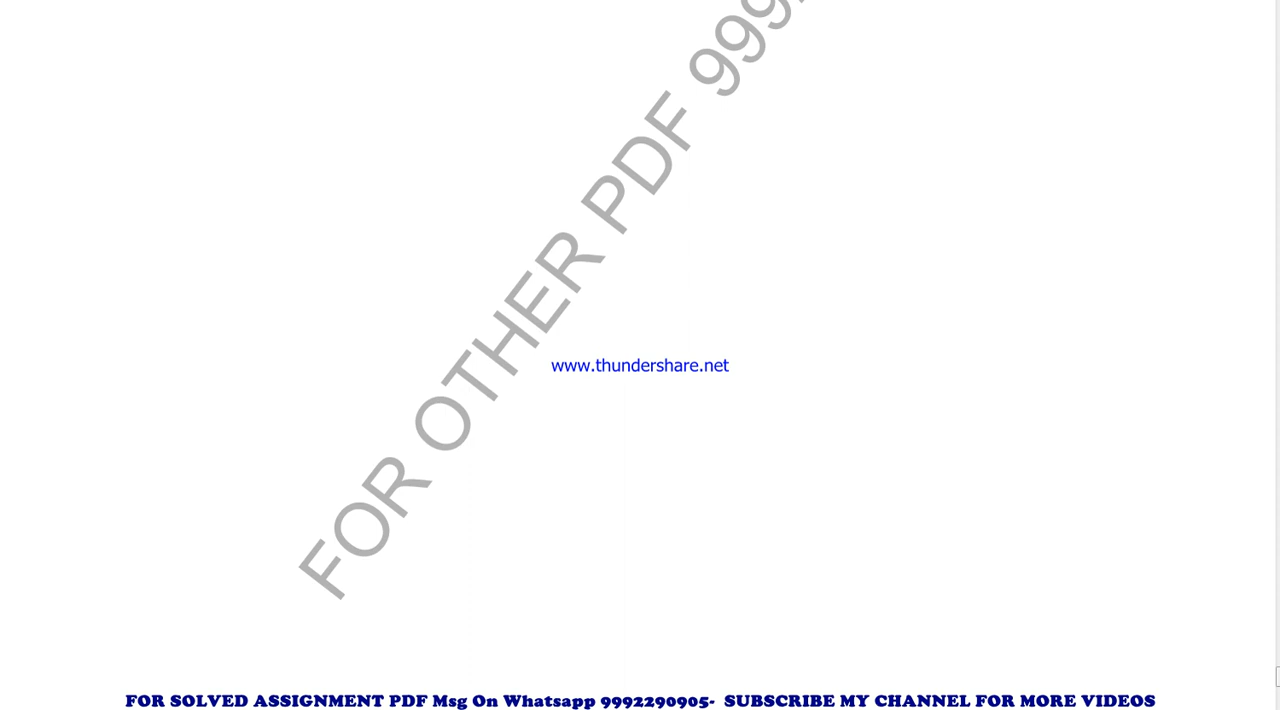 FOR OTHER PDF 999
www.thundershare.net
FOR SOLVED ASSIGNMENT PDF Msg On Whatsapp 9992290905- SUBSCRIBE MY CHANNEL FOR MORE VIDEOS